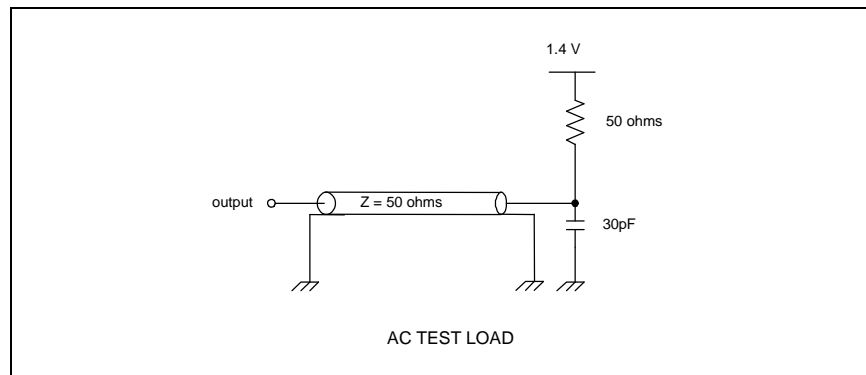 1.4 V
50 ohms
output
Z = 50 ohms
30pF
AC TEST LOAD